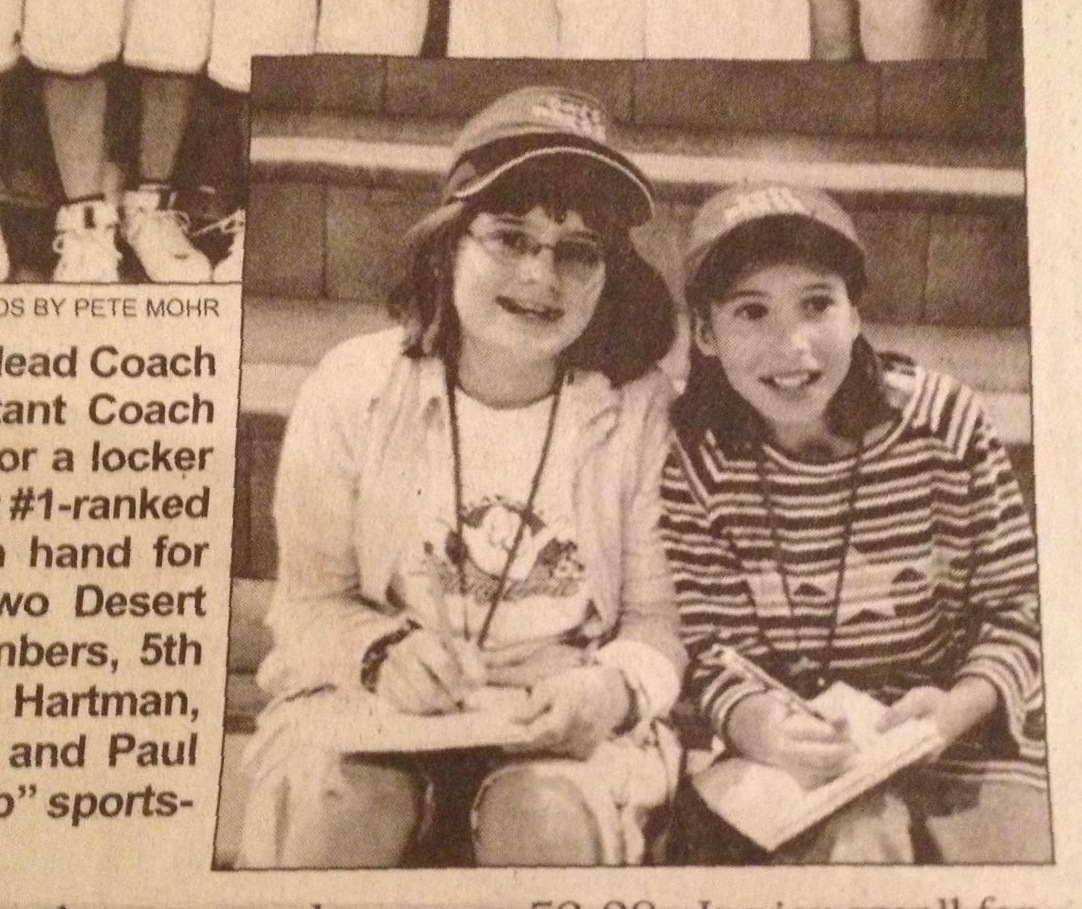 OS BY PETE MOHR
Head Coach
tant Coach
or a locker
#1-ranked
hand for
wo Desert
nbers, 5th
Hartman,
and Paul
o” sports-